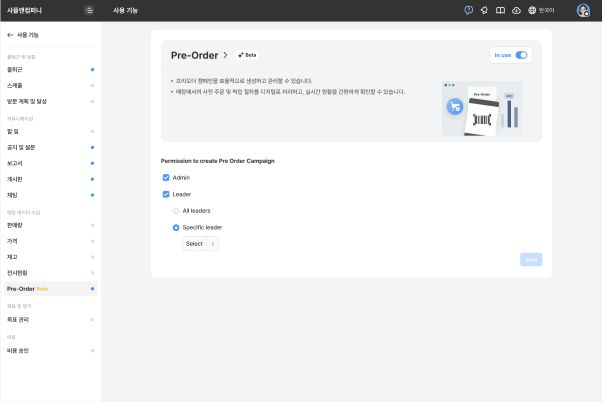 샤플앤컴퍼니
사용 기능
한국어
사용 기능
출퇴근 및 일정
출퇴근
스케줄
방문 계획 및 달성
커뮤니케이션
할 일
공지 및 설문
보고서
게시판
채팅
매장 데이터 수집
판매량
가격
재고
전시현황
Pre-Order Beta
목표 및 평가
목표 관리
비용
비용 승인
Pre-Order
Beta
In use
프리오더 캠페인을 효율적으로 생성하고 관리할 수 있습니다.
매장에서의 사전 주문 및 픽업 절차를 디지털로 처리하고, 실시간 현황을 간편하게 확인할 수 있습니다.
Pre-Order
Permission to create Pre Order Campaign
Admin
Leader
All leaders
Specific leader
Select
Save